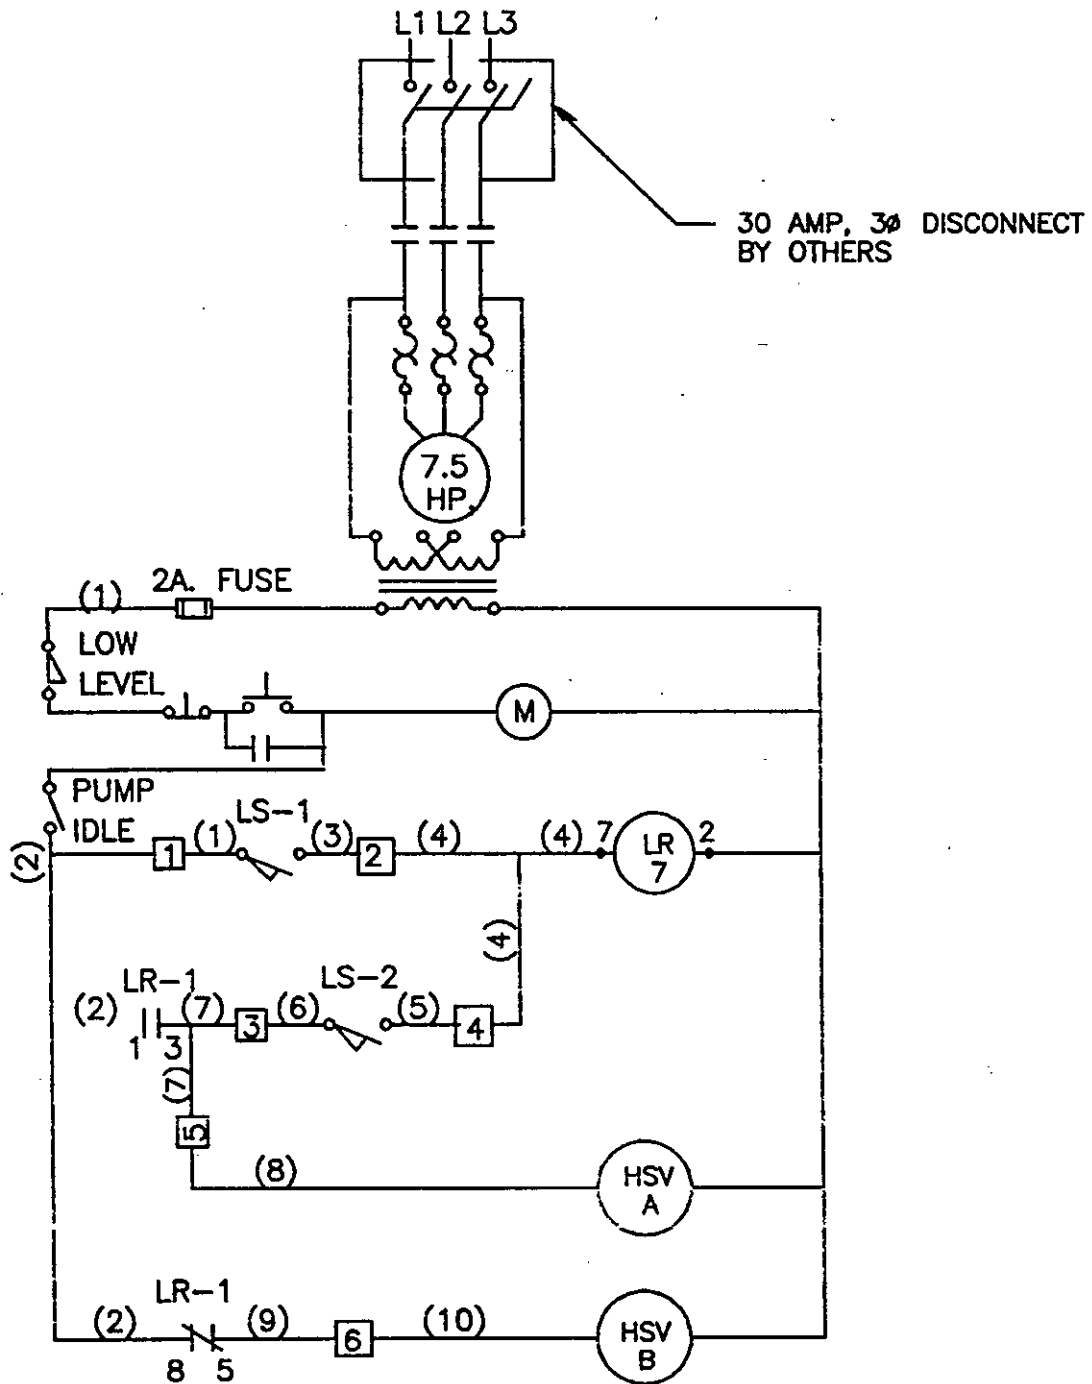 L1 L2 L3
30 AMP, 3ø DISCONNECT
BY OTHERS
7.5
HP.
(1) 2A. FUSE
LOW
LEVEL
M
PUMP
IDLE
LS-1
(2) 1 (1) (3) 2 (4) (4) 7 LR 7 2
(4)
LR-1 LS-2
(2) (7) 3 (6) (5) 4
1 3
(7)
5
(8) HSV
A
LR-1
(2) (9) 6 (10) HSV
B
8 5